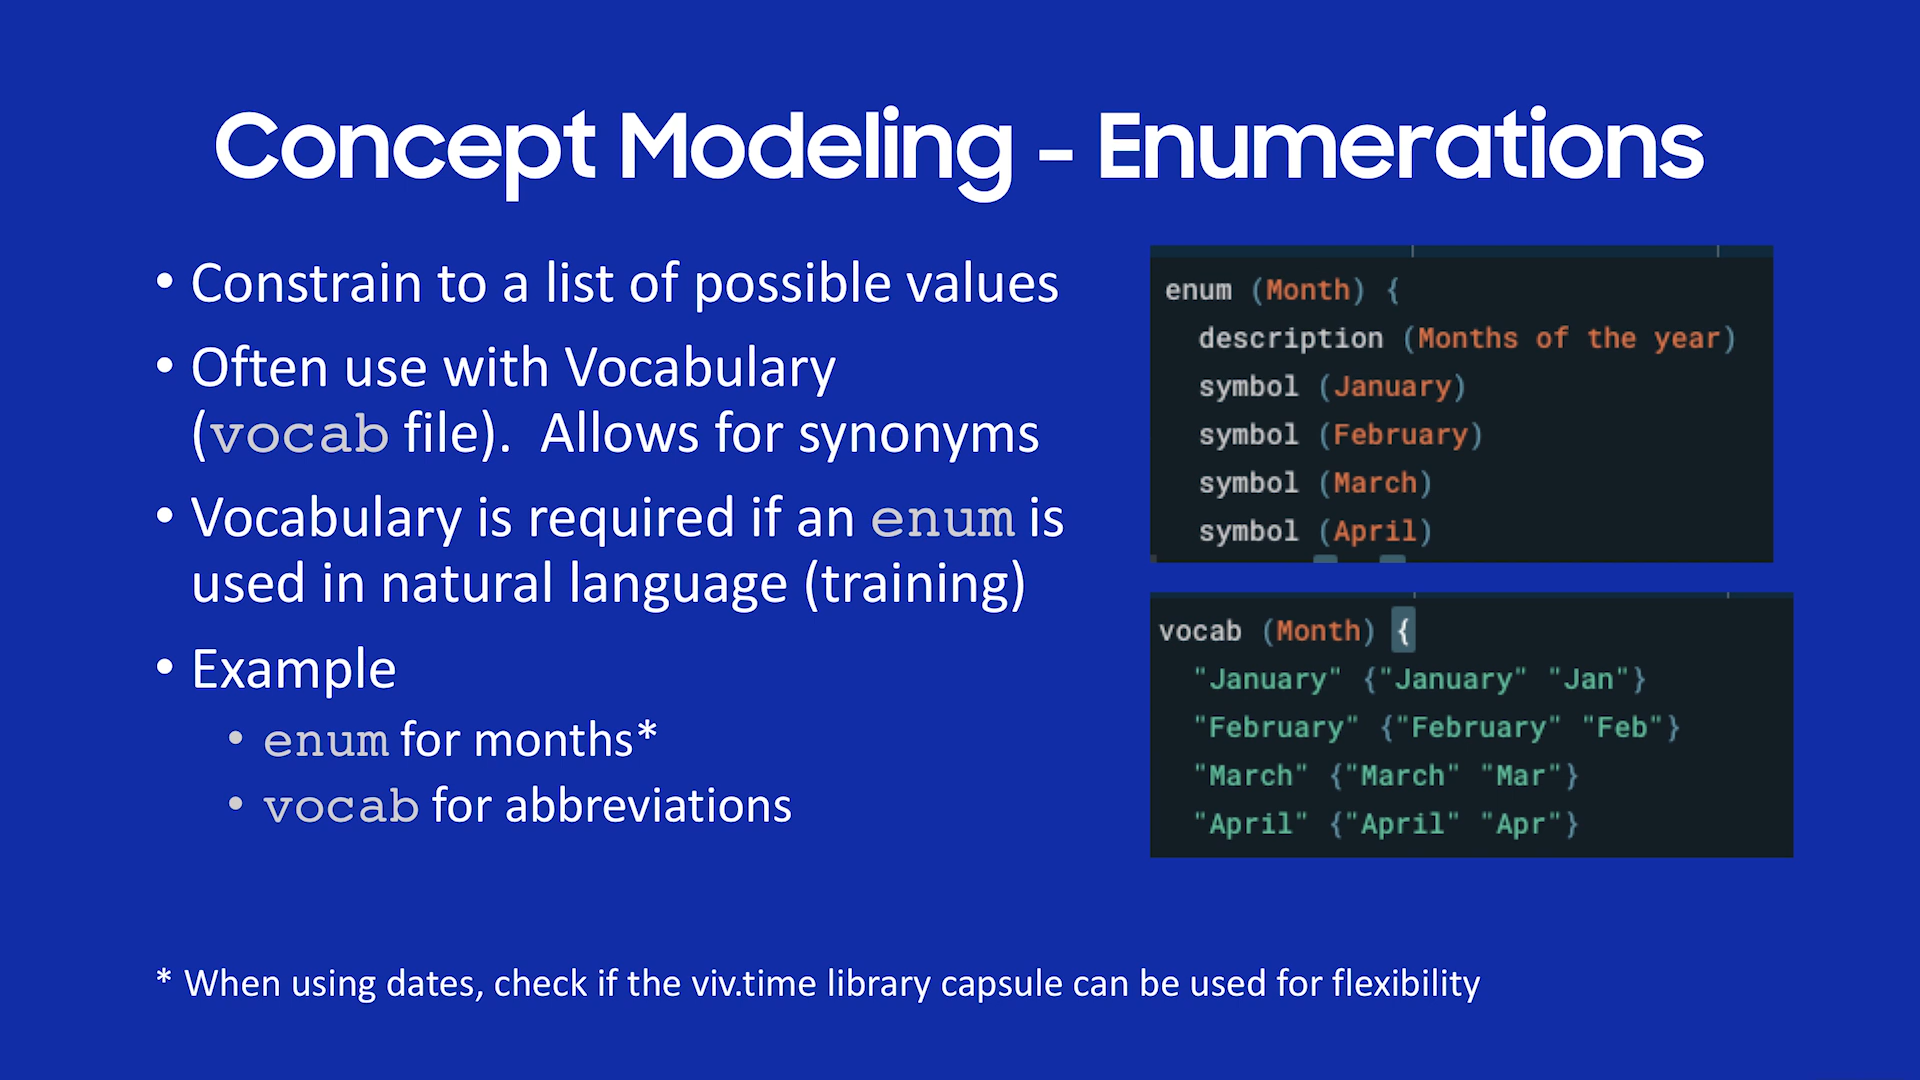 Concept Modeling - Enumerations
• Constrain to a list of possible values
• Often use with Vocabulary
(vocab file).  Allows for synonyms
• Vocabulary is required if an enum is
used in natural language (training)
• Example
• enum for months*
• vocab for abbreviations
enum (Month) {
description (Months of the year)
symbol (January)
symbol (February)
symbol (March)
symbol (April)
vocab (Month) {
"January" {"January" "Jan"}
"February" {"February" "Feb"}
"March" {"March" "Mar"}
"April" {"April" "Apr"}
* When using dates, check if the viv.time library capsule can be used for flexibility